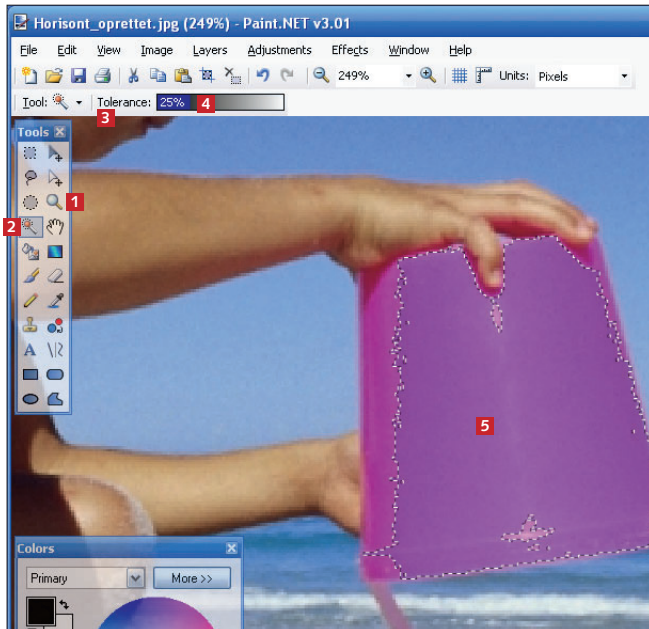 Horisont_oprettet.jpg (249%) - Paint.NET v3.01
File Edit View Image Layers Adjustments Effects Window Help
249% Units: Pixels
Tool: Tolerance: 25% 4
3
Tools
1
2
A
5
Colors
Primary More >>